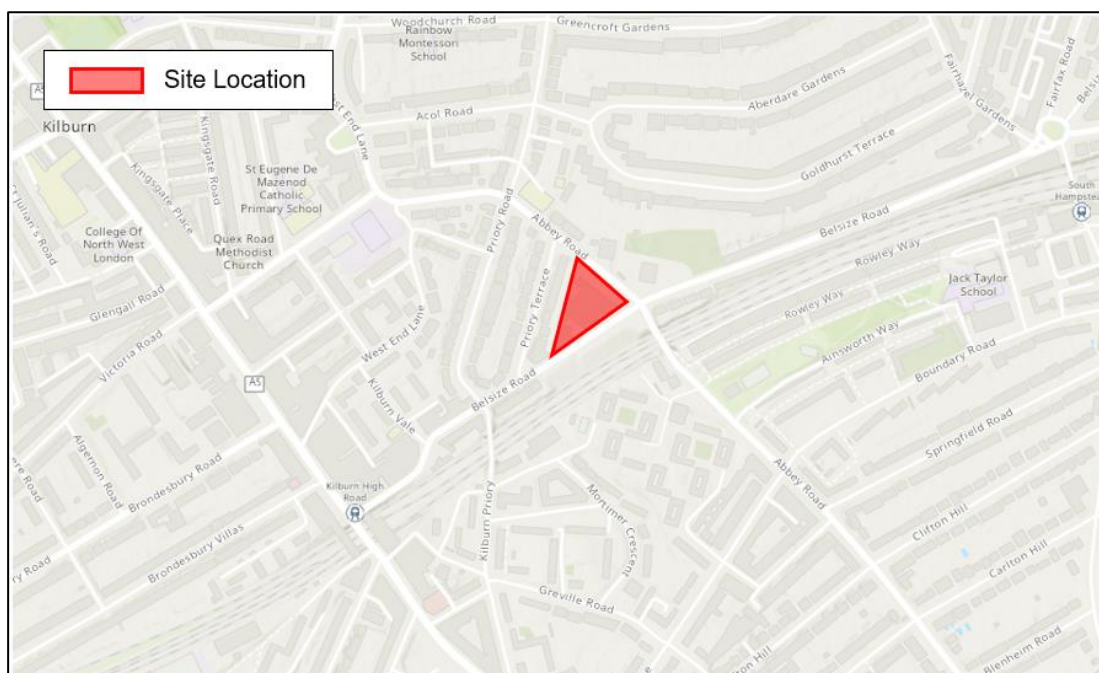 Site Location
Woodchurch Road
Rainbow
Montessori
School
Greencroft Gardens
Fairfax Road
Fairhazel Gardens
Aberdare Gardens
Kilburn
Kingsgate Road
Acol Road
Goldhurst Terrace
Kingsgate Place
St Eugene De
Mazenod
Catholic
Primary School
Priory Road
South
College Of
North West
London
Quex Road
Methodist
Church
Abbey Road
Belsize Road
Rowley Way
Jack Taylor
School
Glengall Road
Priory Terrace
Rowley Way
Victoria Road
West End Lane
Ainsworth Way
Boundary Road
A5
Belsize Road
Kilburn Vale
Springfield Road
Algernon Road
Brondesbury Road
Abbey Road
Kilburn High
Road
Mortimer Crescent
Clifton Hill
Kilburn Priory
Carlton Hill
Brondesbury Villas
Greville Road
Blenheim Road